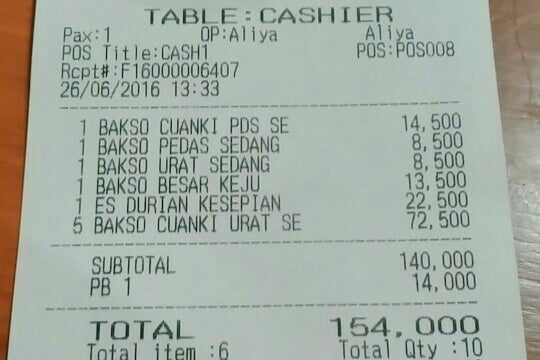 TABLE:CASHIER
Pax:1 OP:Aliya Aliya
POS Title:CASH1 POS:POS008
Rcpt#:F16000006407
26/06/2016 13:33
1 BAKSO CUANKI PDS SE 14,500
1 BAKSO PEDAS SEDANG 8,500
1 BAKSO URAT SEDANG 8,500
1 BAKSO BESAR KEJU 13,500
1 ES DURIAN KESEPIAN 22,500
5 BAKSO CUANKI URAT SE 72,500
SUBTOTAL 140,000
PB 1 14,000
TOTAL 154,000
Total item :6 Total Qty :10